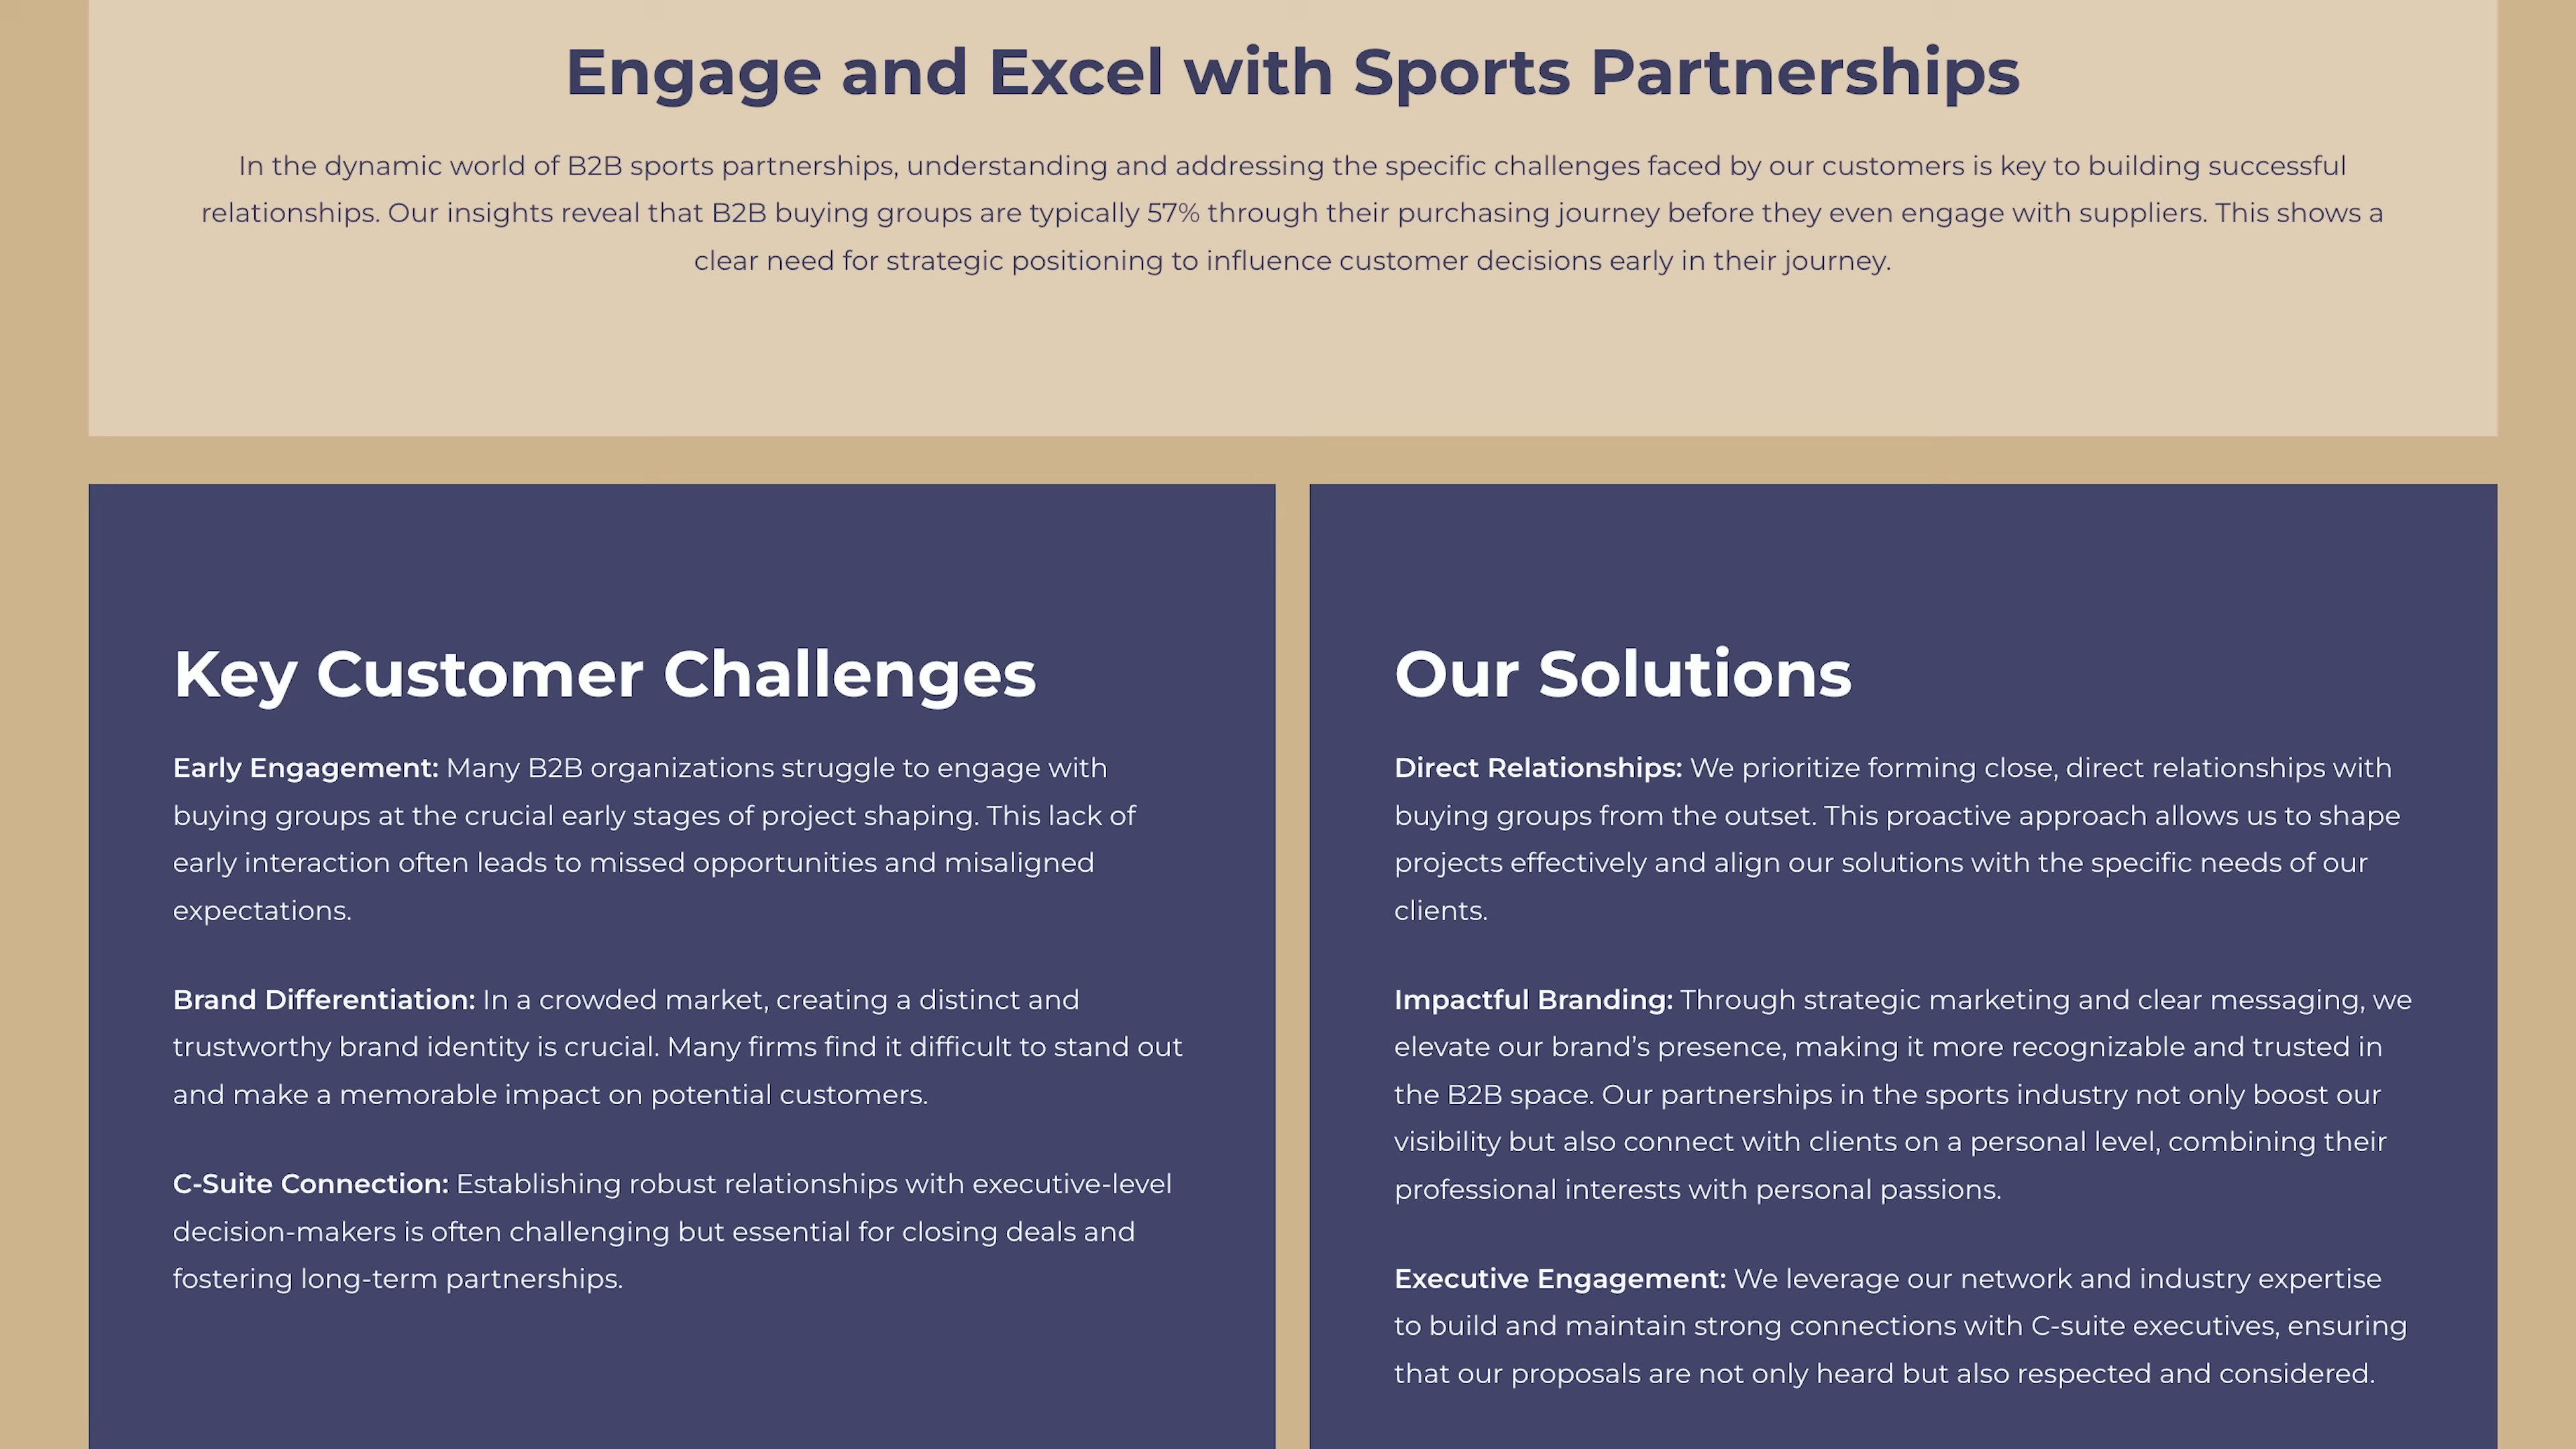 Engage and Excel with Sports Partnerships
In the dynamic world of B2B sports partnerships, understanding and addressing the specific challenges faced by our customers is key to building successful
relationships. Our insights reveal that B2B buying groups are typically 57% through their purchasing journey before they even engage with suppliers. This shows a
clear need for strategic positioning to influence customer decisions early in their journey.
Key Customer Challenges
Early Engagement: Many B2B organizations struggle to engage with
buying groups at the crucial early stages of project shaping. This lack of
early interaction often leads to missed opportunities and misaligned
expectations.
Brand Differentiation: In a crowded market, creating a distinct and
trustworthy brand identity is crucial. Many firms find it difficult to stand out
and make a memorable impact on potential customers.
C-Suite Connection: Establishing robust relationships with executive-level
decision-makers is often challenging but essential for closing deals and
fostering long-term partnerships.
Our Solutions
Direct Relationships: We prioritize forming close, direct relationships with
buying groups from the outset. This proactive approach allows us to shape
projects effectively and align our solutions with the specific needs of our
clients.
Impactful Branding: Through strategic marketing and clear messaging, we
elevate our brand’s presence, making it more recognizable and trusted in
the B2B space. Our partnerships in the sports industry not only boost our
visibility but also connect with clients on a personal level, combining their
professional interests with personal passions.
Executive Engagement: We leverage our network and industry expertise
to build and maintain strong connections with C-suite executives, ensuring
that our proposals are not only heard but also respected and considered.